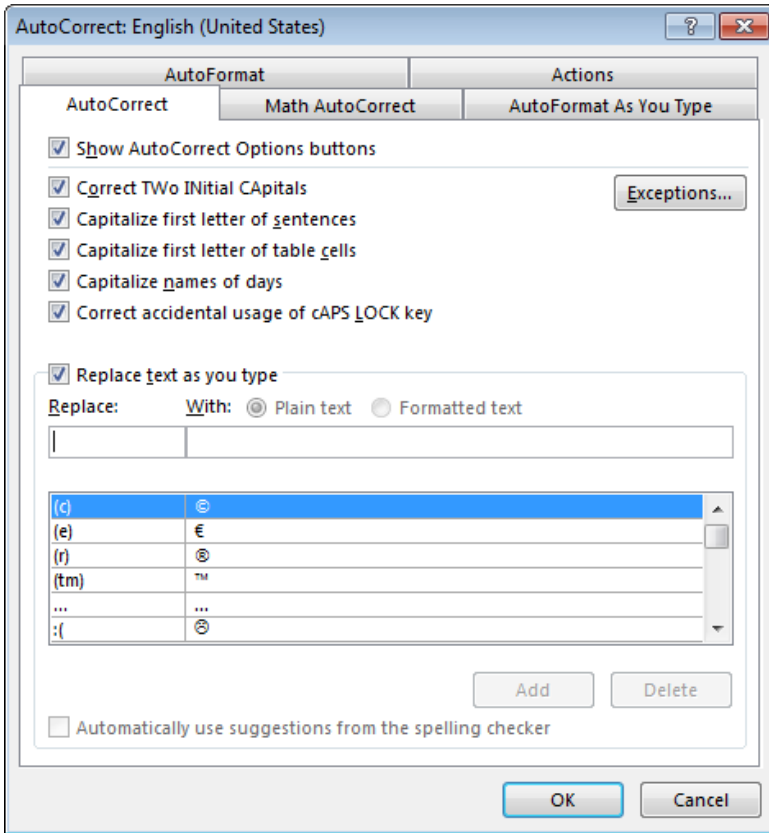 AutoCorrect: English (United States)
AutoFormat Actions
AutoCorrect Math AutoCorrect AutoFormat As You Type
Show AutoCorrect Options buttons
Correct TWo INitial CApitals
Exceptions...
Capitalize first letter of sentences
Capitalize first letter of table cells
Capitalize names of days
Correct accidental usage of cAPS LOCK key
Replace text as you type
Replace: With: Plain text Formatted text
(c) ©
(e) €
(r) ®
(tm) ™
... ...
:( ☹
Add Delete
Automatically use suggestions from the spelling checker
OK Cancel